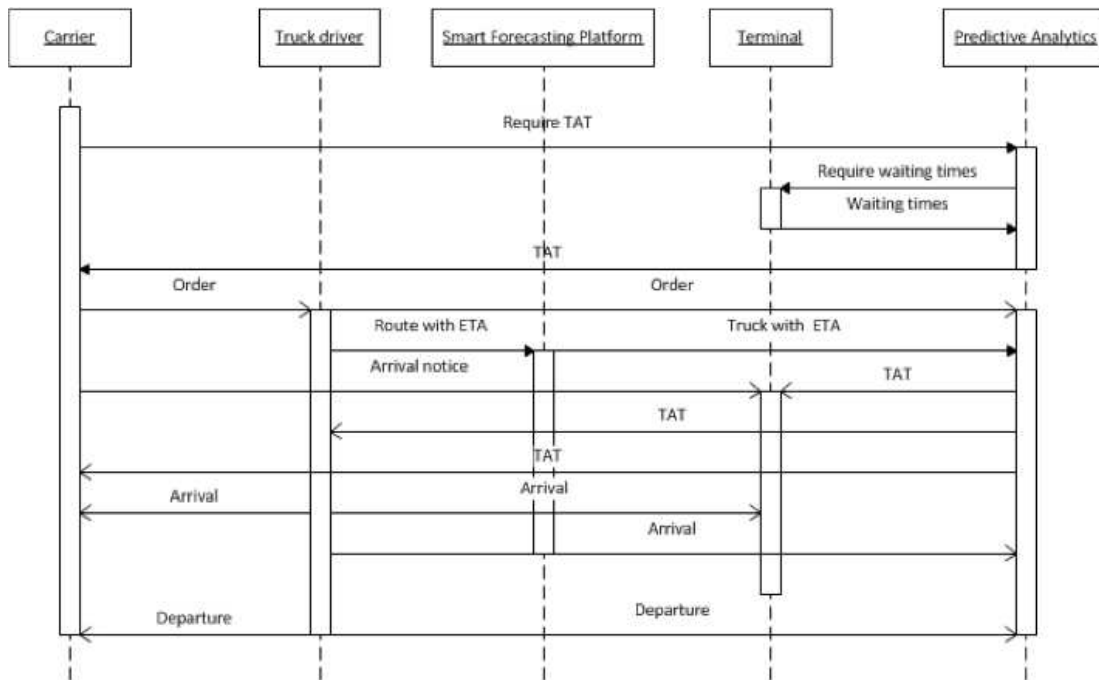 Carrier
Truck driver
Smart Forecasting Platform
Terminal
Predictive Analytics
Require TAT
Require waiting times
Waiting times
TAT
Order
Order
Route with ETA
Truck with ETA
Arrival notice
TAT
TAT
TAT
Arrival
Arrival
Arrival
Departure
Departure